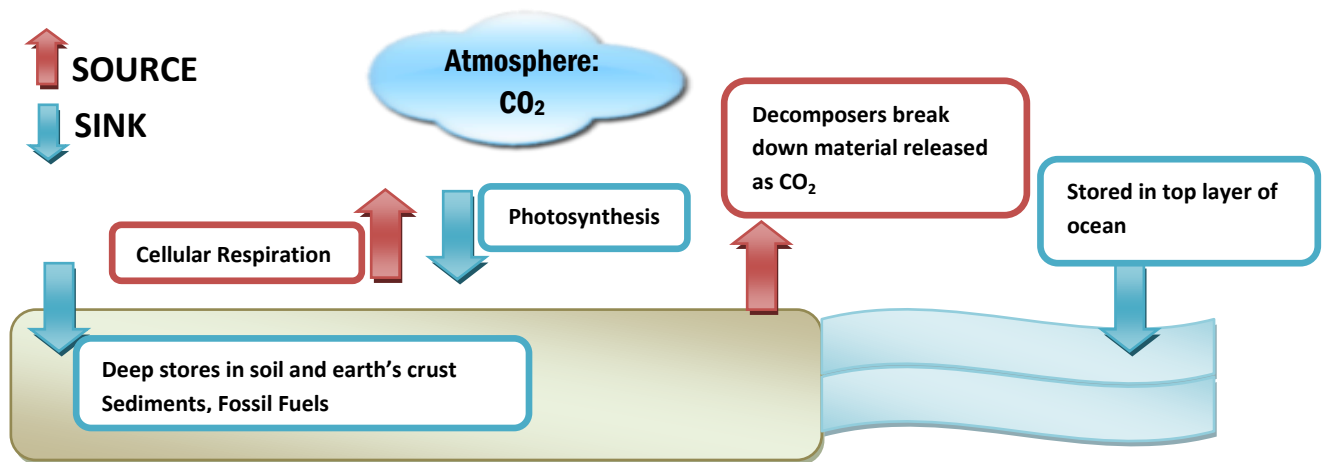 SOURCE
SINK
Atmosphere:
CO₂
Decomposers break
down material released
as CO₂
Stored in top layer of
ocean
Photosynthesis
Cellular Respiration
Deep stores in soil and earth's crust
Sediments, Fossil Fuels